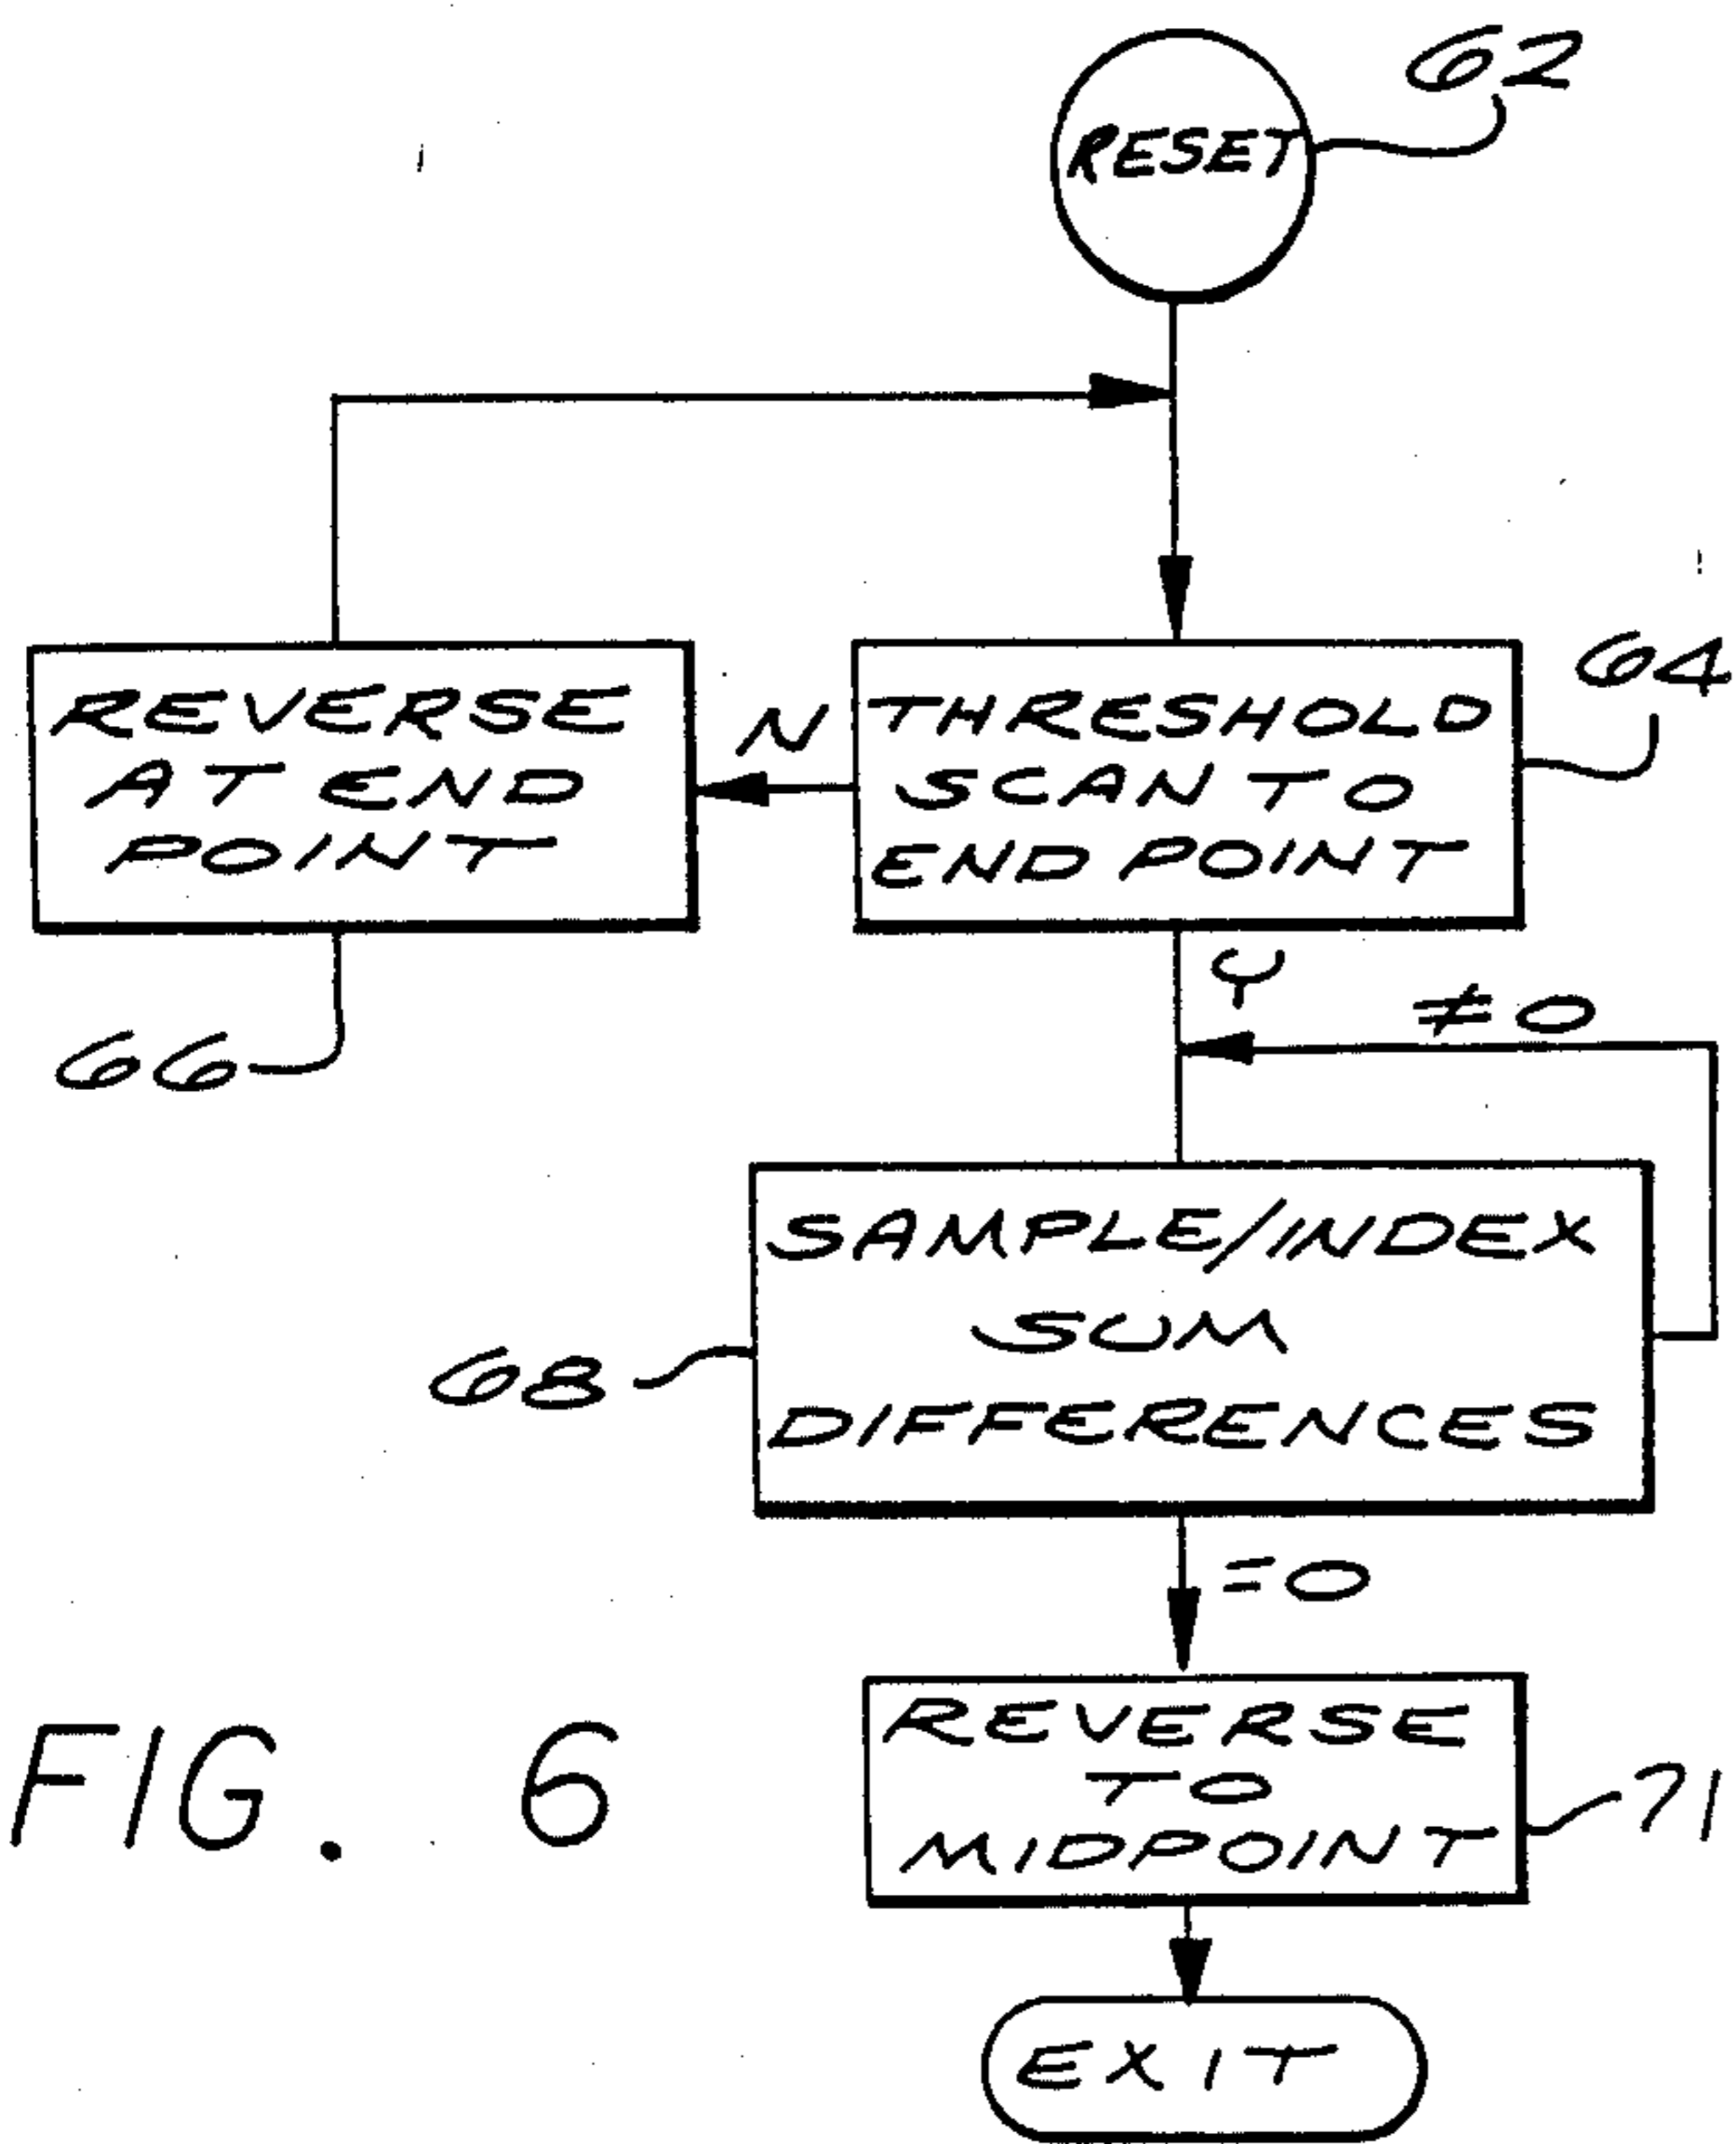 62
RESET
64
REVERSE
AT END
POINT
N
THRESHOLD
SCAN TO
END POINT
66
Y
≠0
SAMPLE/INDEX
SUM
DIFFERENCES
68
=0
REVERSE
TO
MIDPOINT
71
EXIT
FIG. 6